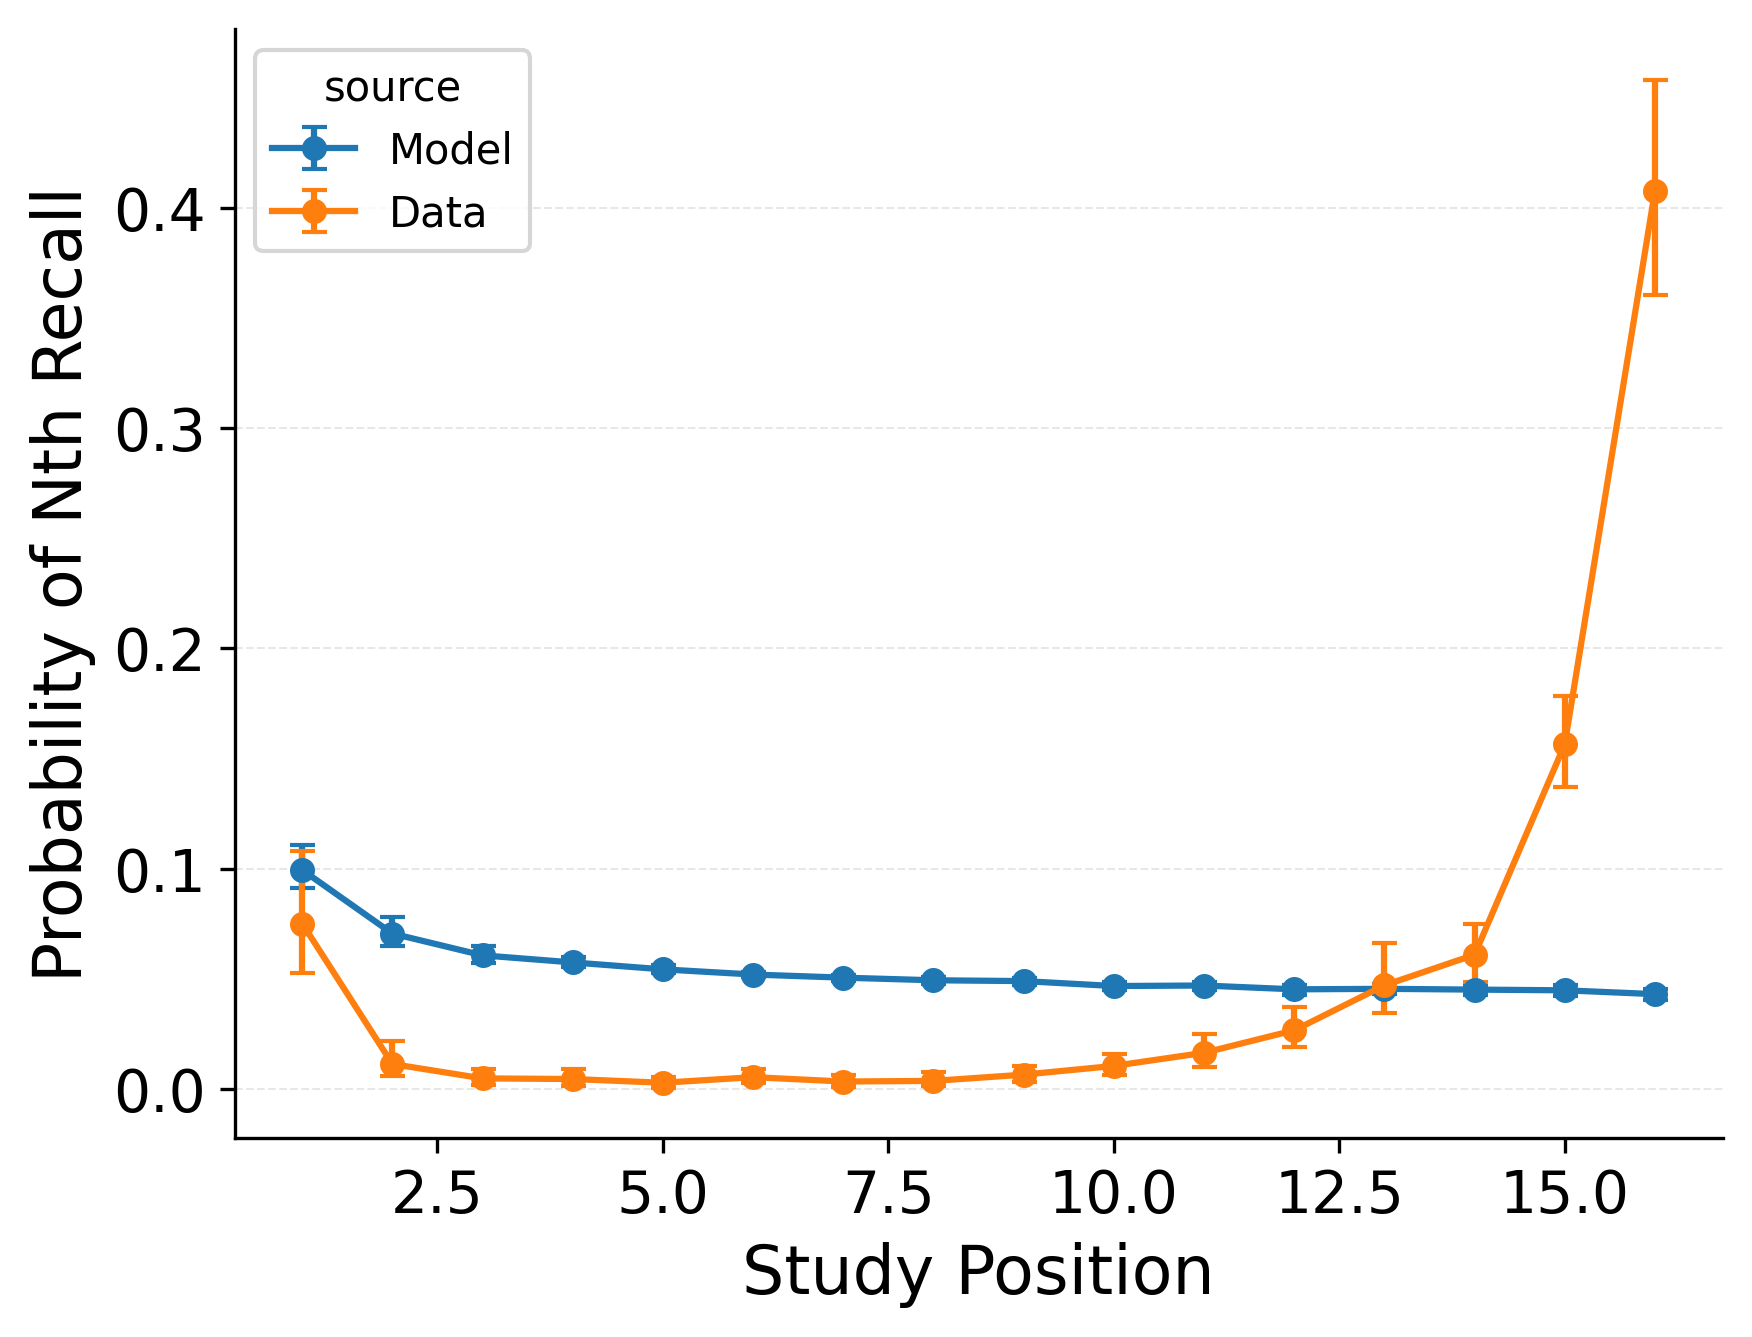 source
Model
Data
Probability of Nth Recall
0.4
0.3
0.2
0.1
0.0
2.5 5.0 7.5 10.0 12.5 15.0
Study Position